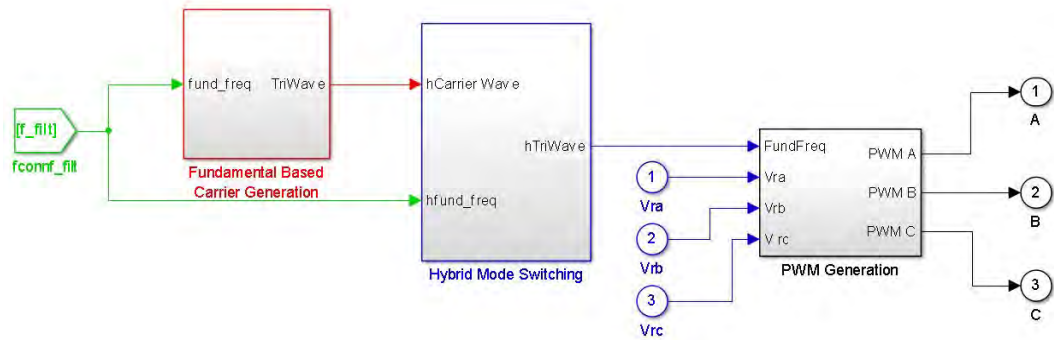 [f_filt]
fconnf_filt
fund_freq
TriWave
Fundamental Based
Carrier Generation
hCarrier Wave
hfund_freq
hTriWave
Hybrid Mode Switching
1
Vra
2
Vrb
3
Vrc
FundFreq
Vra
Vrb
V rc
PWM A
PWM B
PWM C
PWM Generation
1
A
2
B
3
C